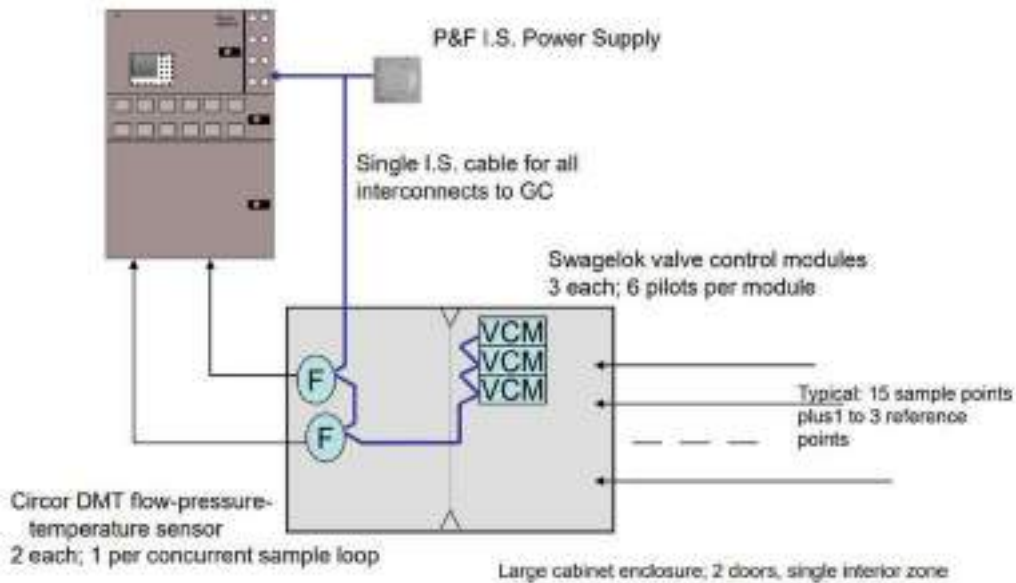 P&F I.S. Power Supply
Single I.S. cable for all
interconnects to GC
Swagelok valve control modules
3 each; 6 pilots per module
VCM
VCM
VCM
F
F
Typical: 15 sample points
plus1 to 3 reference
points
Circor DMT flow-pressure-
temperature sensor
2 each; 1 per concurrent sample loop
Large cabinet enclosure; 2 doors, single interior zone